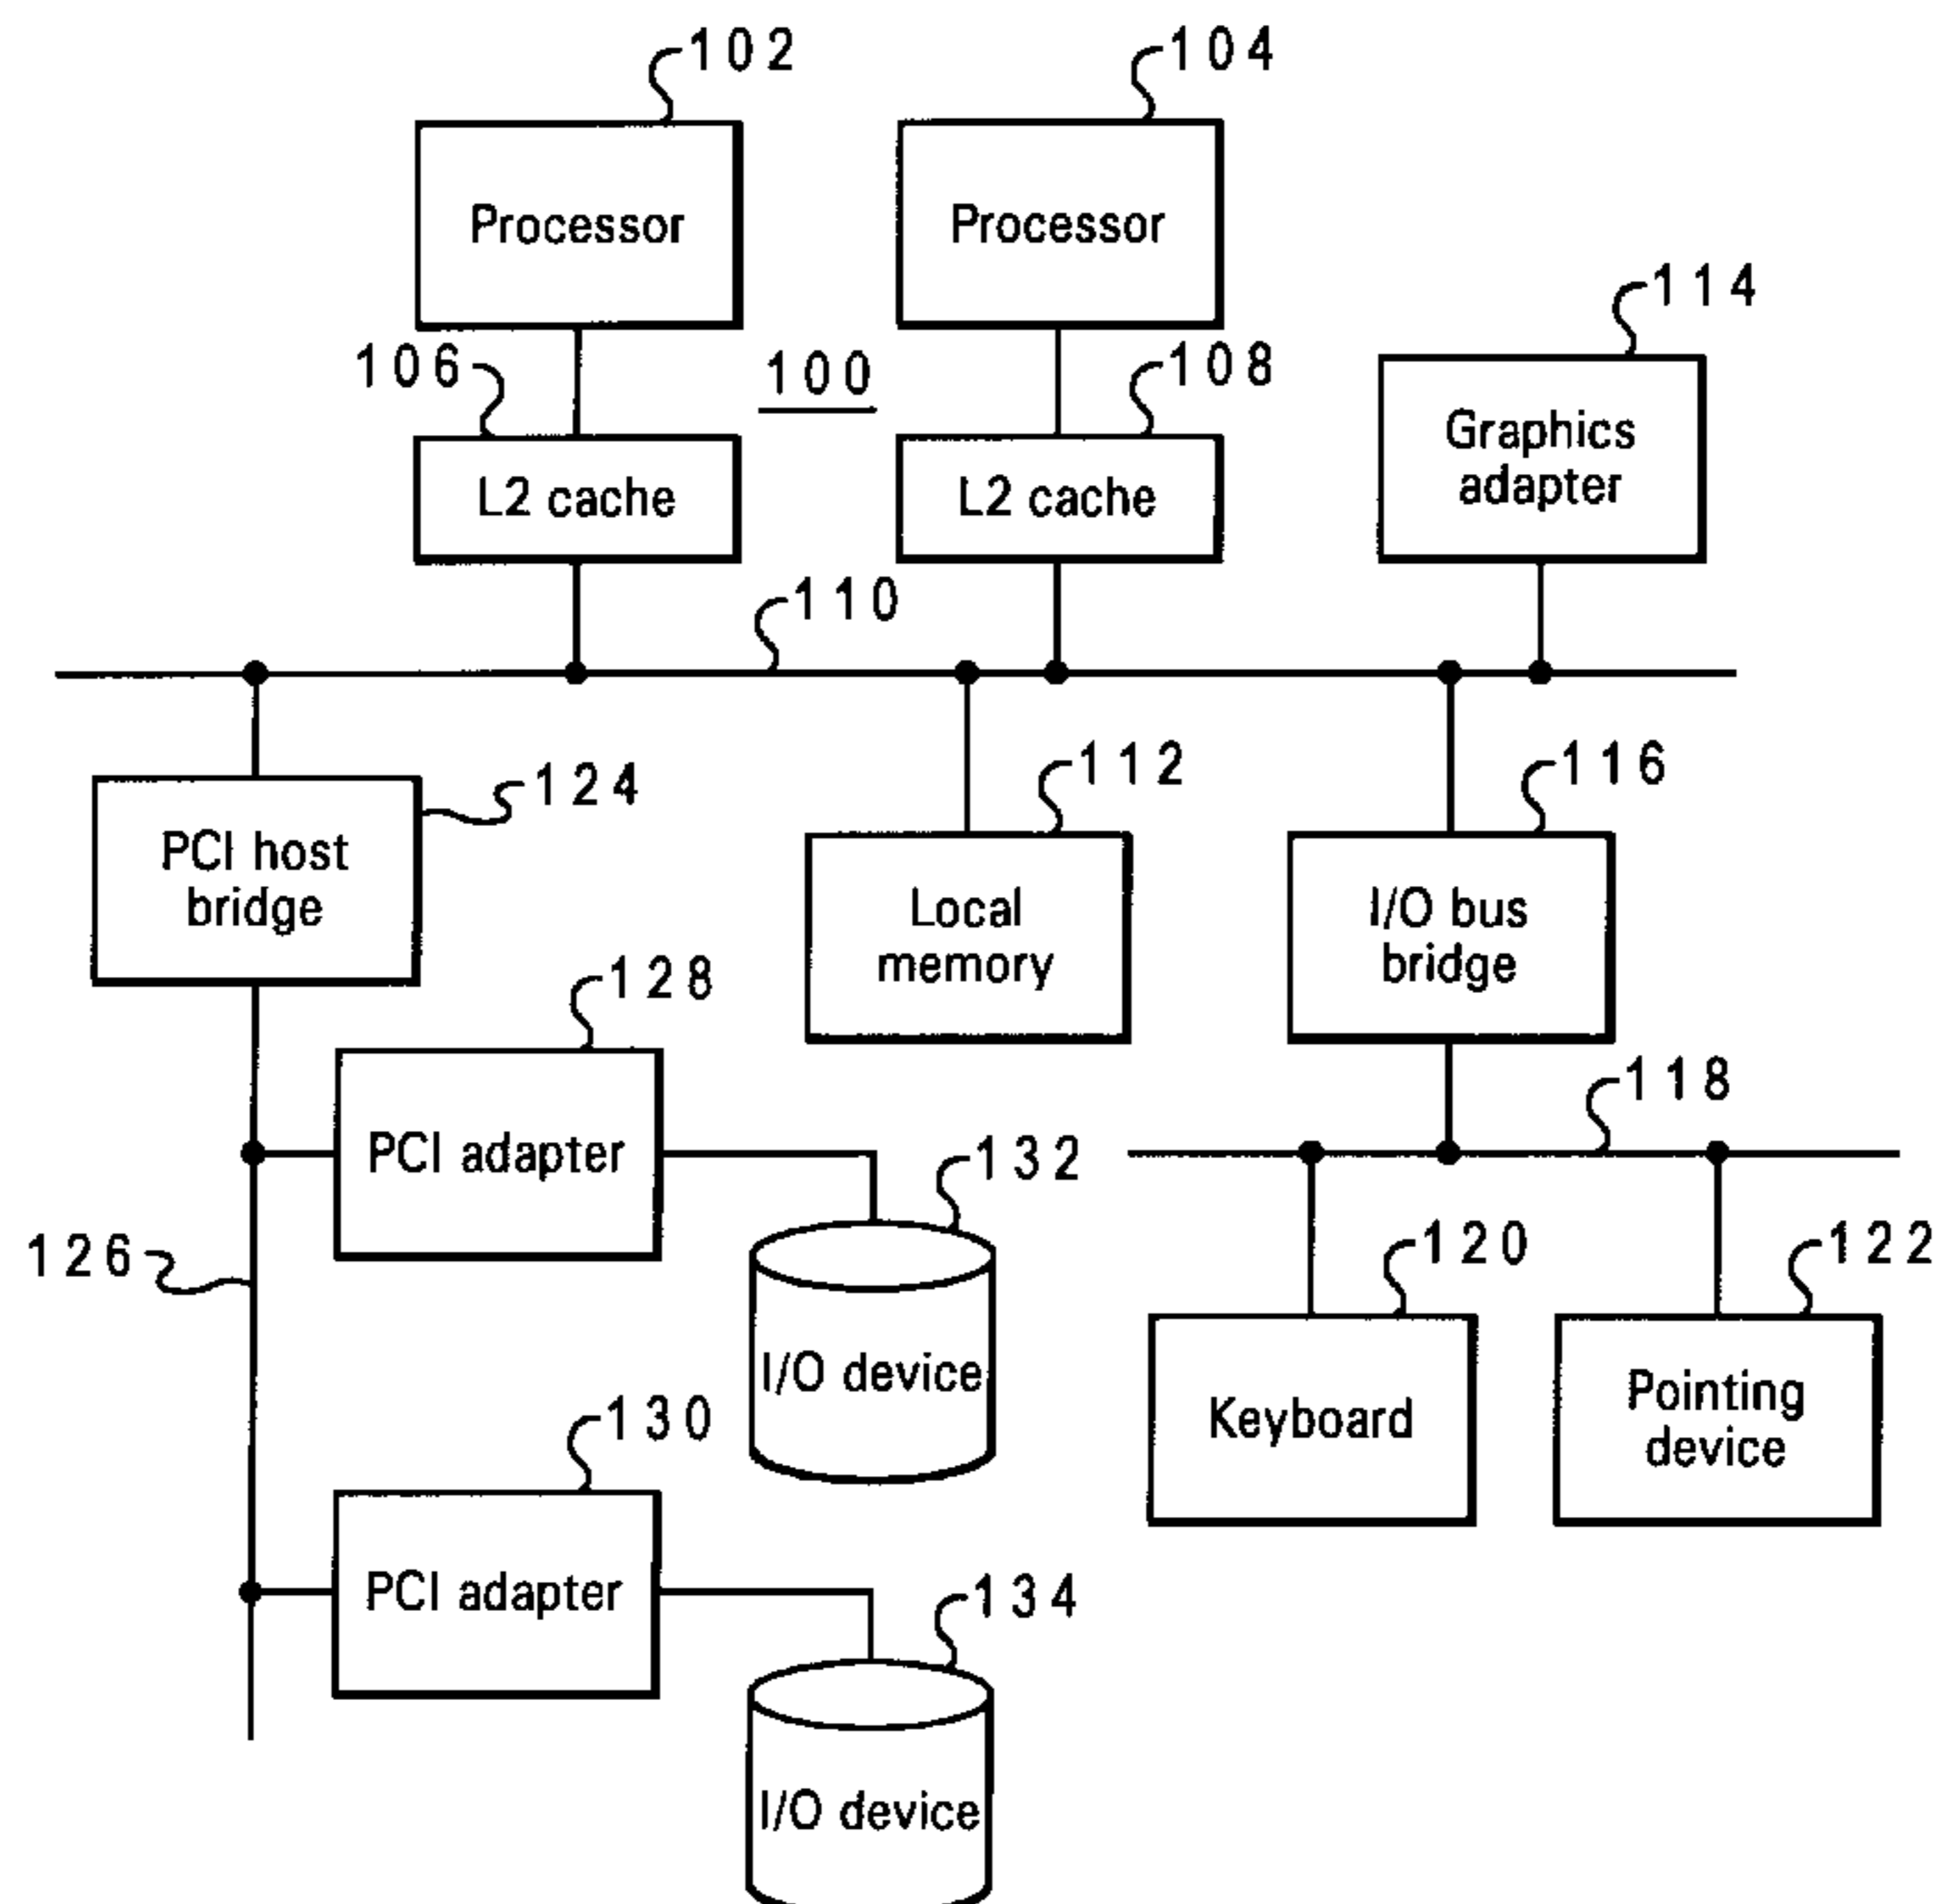 102
104
Processor
Processor
114
106
100
108
Graphics
adapter
L2 cache
L2 cache
110
124
112
116
PCI host
bridge
Local
memory
I/O bus
bridge
128
118
PCI adapter
132
126
120
122
I/O device
Keyboard
Pointing
device
130
PCI adapter
134
I/O device